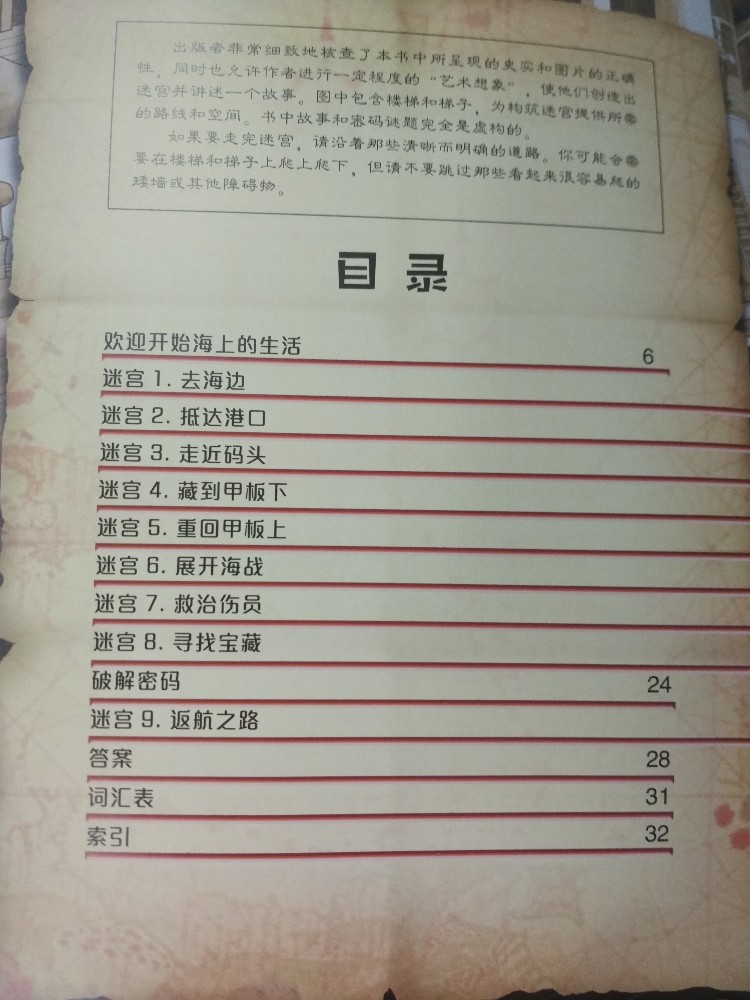 出版者非常细致地核查了本书中所呈现的史实和图片的正确
性，同时也允许作者进行一定程度的“艺术想象”，使他们创造出
迷宫并讲述一个故事。图中包含楼梯和梯子，为构筑迷宫提供所需
的路线和空间。书中故事和密码谜题完全是虚构的。
如果要走完迷宫，请沿着那些清晰而明确的道路。你可能会需
要在楼梯和梯子上爬上爬下，但请不要跳过那些看起来很容易爬的
矮墙或其他障碍物。
目录
欢迎开始海上的生活 6
迷宫 1. 去海边
迷宫 2. 抵达港口
迷宫 3. 走近码头
迷宫 4. 藏到甲板下
迷宫 5. 重回甲板上
迷宫 6. 展开海战
迷宫 7. 救治伤员
迷宫 8. 寻找宝藏
破解密码 24
迷宫 9. 返航之路
答案 28
词汇表 31
索引 32